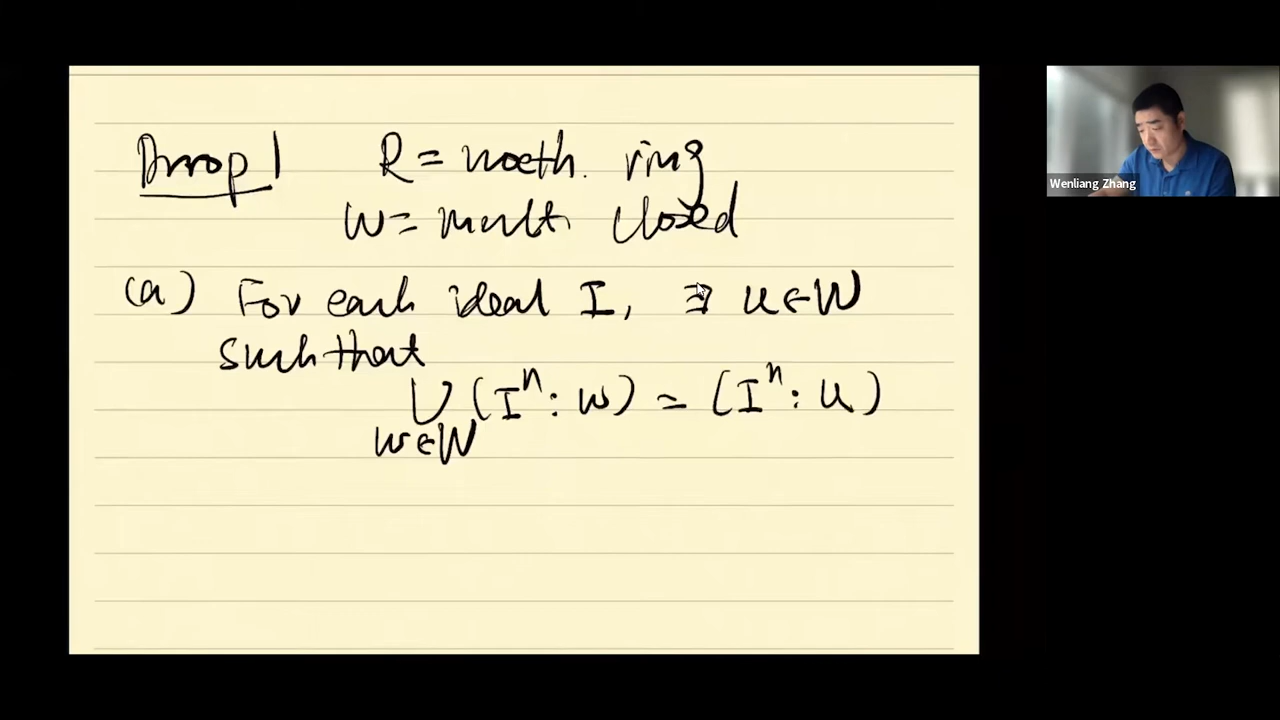 Prop 1 R = noeth. ring
W = mult. closed
(a) For each ideal I, ∃ u ∈ W
such that
⋃ (Iⁿ : w) = (Iⁿ : u)
w ∈ W
Wenliang Zhang